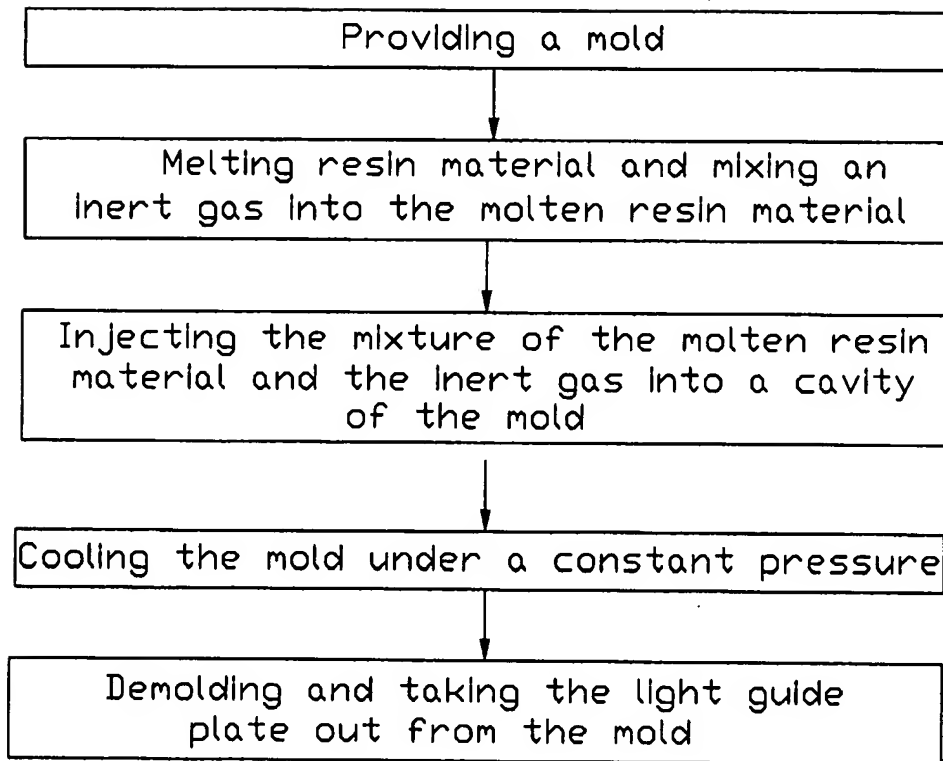 Providing a mold
Melting resin material and mixing an
inert gas into the molten resin material
Injecting the mixture of the molten resin
material and the inert gas into a cavity
of the mold
Cooling the mold under a constant pressure
Demolding and taking the light guide
plate out from the mold